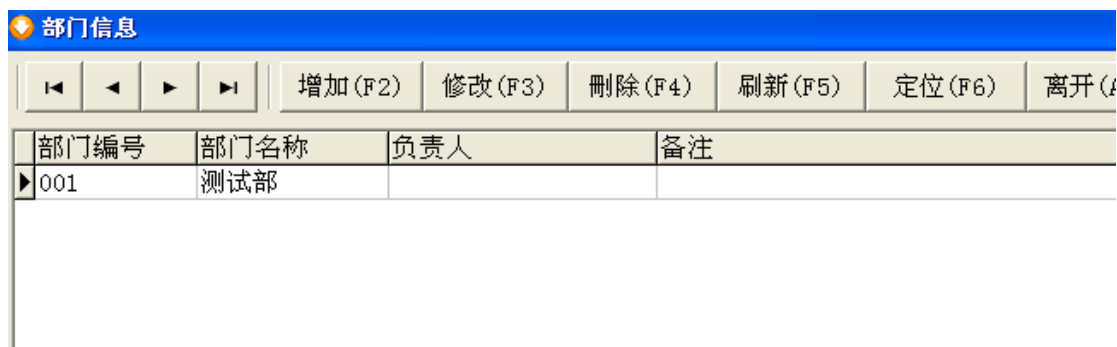 部门信息
增加(F2) 修改(F3) 删除(F4) 刷新(F5) 定位(F6) 离开(
部门编号 部门名称 负责人 备注
001 测试部